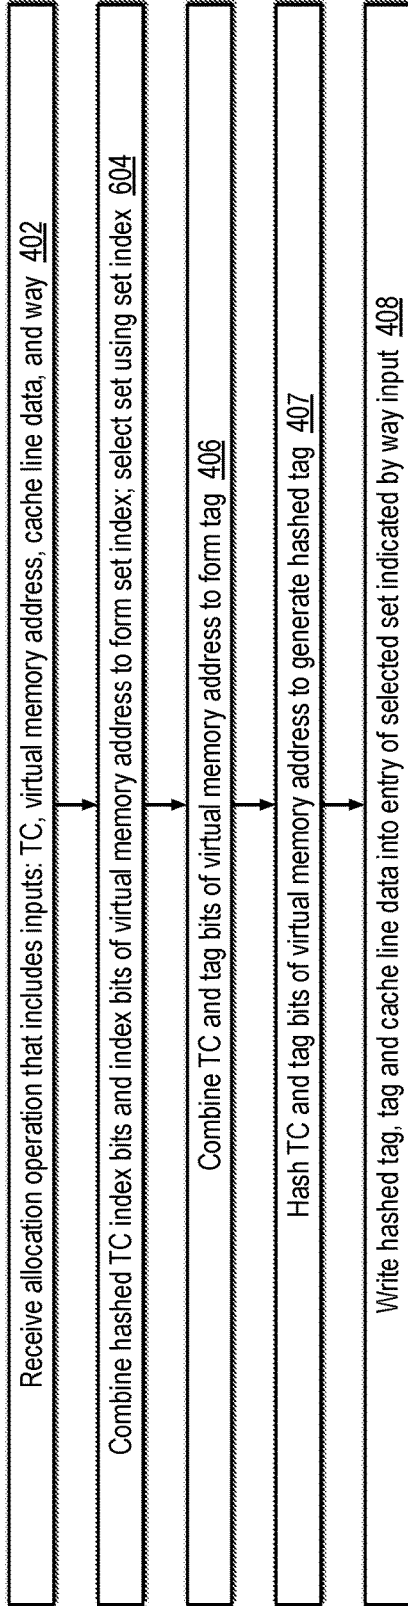 Receive allocation operation that includes inputs: TC, virtual memory address, cache line data, and way 402
Combine hashed TC index bits and index bits of virtual memory address to form set index; select set using set index 604
Combine TC and tag bits of virtual memory address to form tag 406
Hash TC and tag bits of virtual memory address to generate hashed tag 407
Write hashed tag, tag and cache line data into entry of selected set indicated by way input 408